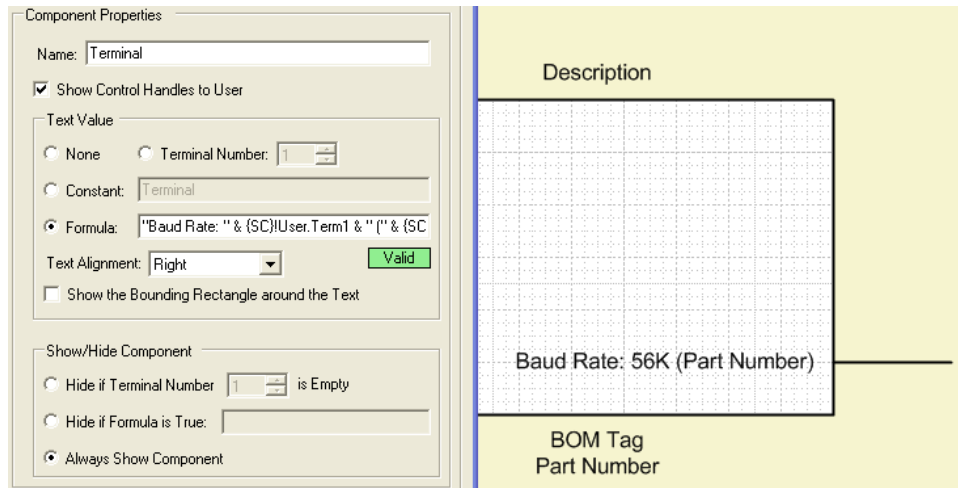 Component Properties
Name: Terminal
Show Control Handles to User
Text Value
None Terminal Number: 1
Constant: Terminal
Formula: "Baud Rate: " & {SC}!User.Term1 & " (" & {SC
Text Alignment: Right Valid
Show the Bounding Rectangle around the Text
Show/Hide Component
Hide if Terminal Number 1 is Empty
Hide if Formula is True:
Always Show Component
Description
Baud Rate: 56K (Part Number)
BOM Tag
Part Number